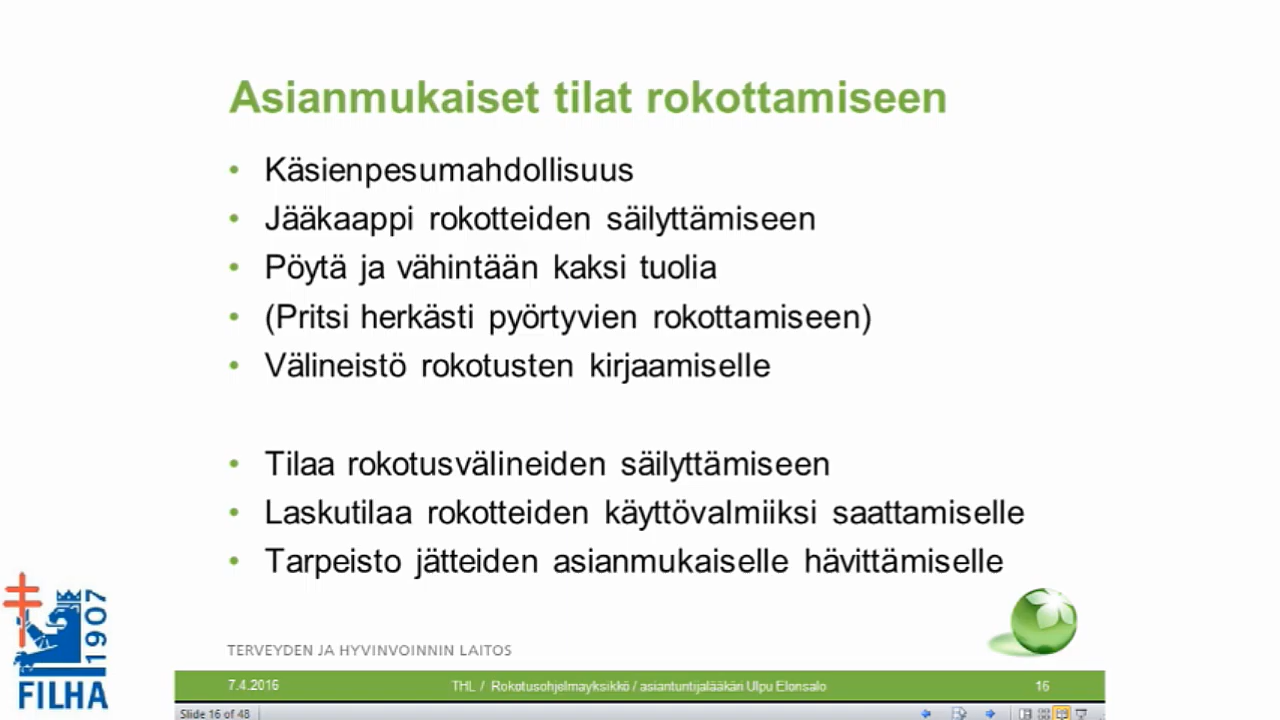 Asianmukaiset tilat rokottamiseen
• Käsienpesumahdollisuus
• Jääkaappi rokotteiden säilyttämiseen
• Pöytä ja vähintään kaksi tuolia
• (Pritsi herkästi pyörtyvien rokottamiseen)
• Välineistö rokotusten kirjaamiselle
• Tilaa rokotusvälineiden säilyttämiseen
• Laskutilaa rokotteiden käyttövalmiiksi saattamiselle
• Tarpeisto jätteiden asianmukaiselle hävittämiselle
1907
FILHA
TERVEYDEN JA HYVINVOINNIN LAITOS
7.4.2016 THL / Rokotusohjelmayksikkö / asiantuntijalääkäri Ulpu Elonsalo 16
Slide 16 of 48